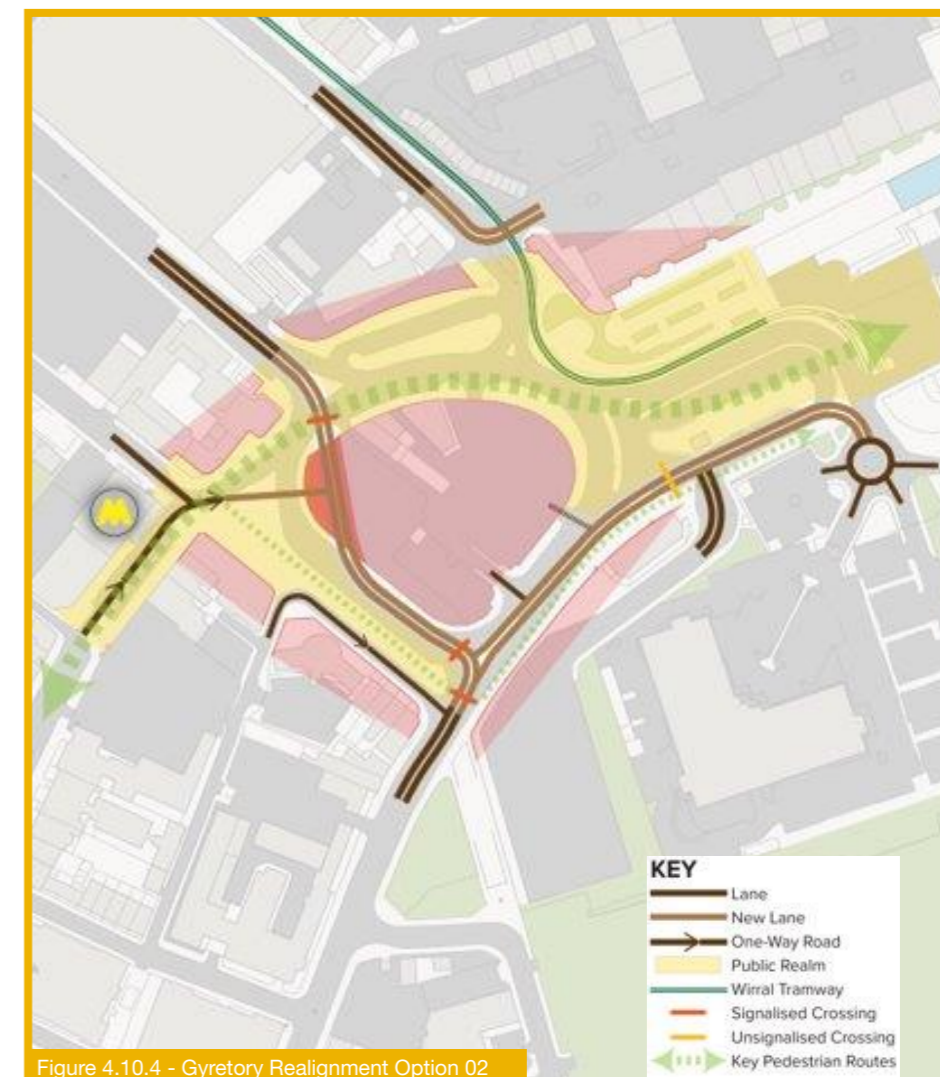 M
KEY
Lane
New Lane
One-Way Road
Public Realm
Wirral Tramway
Signalised Crossing
Unsignalised Crossing
Key Pedestrian Routes
Figure 4.10.4 - Gyretory Realignment Option 02